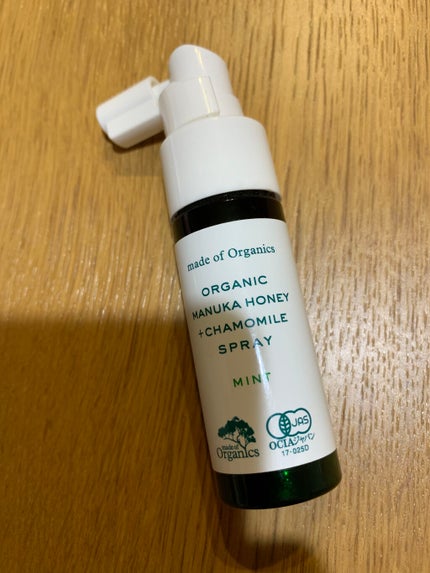 made of Organics
ORGANIC
MANUKA HONEY
+CHAMOMILE
SPRAY
MINT
made of
Organics
JAS
OCIAジャパン
17-025D